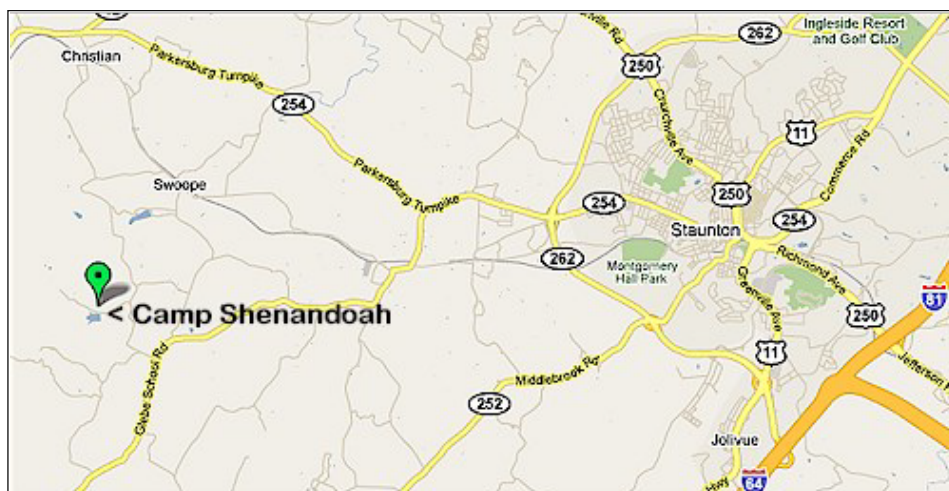 262
Ingleside Resort
and Golf Club
Christian
Parkersburg Turnpike
250
254
Churchville Ave
11
Commerce Rd
Parkersburg Turnpike
Swoope
250
254
254
Staunton
262
Montgomery
Hall Park
Richmond Ave
Greenville Ave
81
< Camp Shenandoah
250
11
Glebe School Rd
Middlebrook Rd
252
Jolivue
Hwy
64